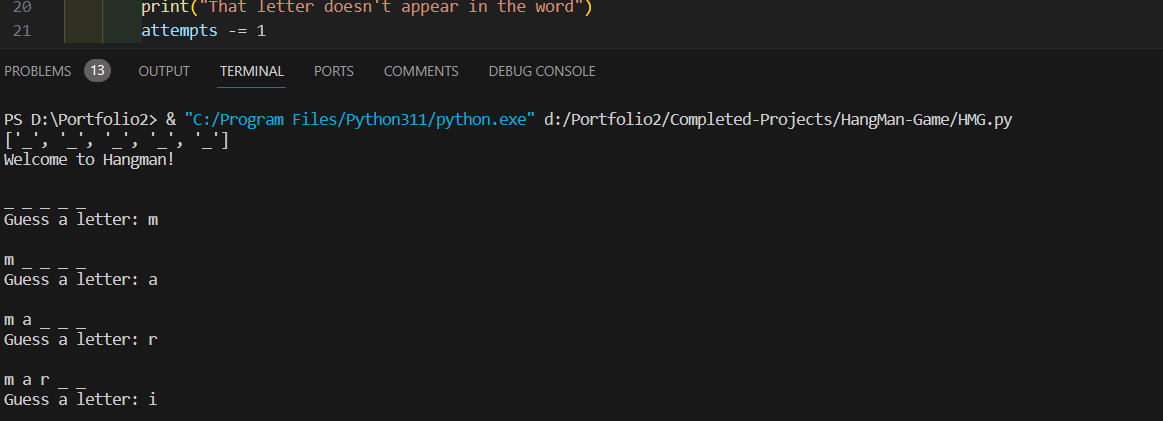 20 print("That letter doesn't appear in the word")
21 attempts -= 1
PROBLEMS 13 OUTPUT TERMINAL PORTS COMMENTS DEBUG CONSOLE
PS D:\Portfolio2> & "C:/Program Files/Python311/python.exe" d:/Portfolio2/Completed-Projects/HangMan-Game/HMG.py
['_', '_', '_', '_', '_']
Welcome to Hangman!
_ _ _ _ _
Guess a letter: m
m _ _ _ _
Guess a letter: a
m a _ _ _
Guess a letter: r
m a r _ _
Guess a letter: i